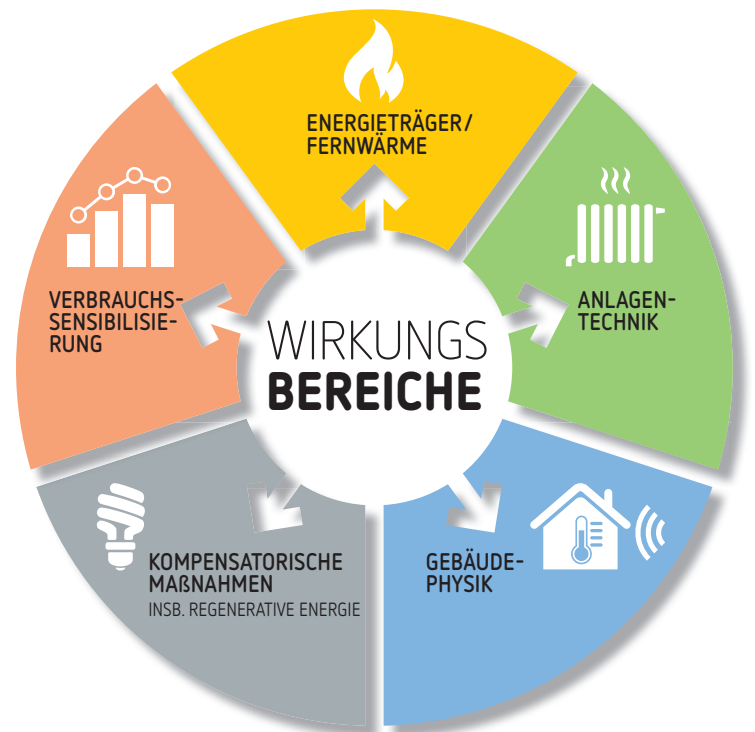 ENERGIETRÄGER/
FERNWÄRME
ANLAGEN-
TECHNIK
GEBÄUDE-
PHYSIK
KOMPENSATORISCHE
MAßNAHMEN
INSB. REGENERATIVE ENERGIE
VERBRAUCHS-
SENSIBILISIE-
RUNG
WIRKUNGS
BEREICHE